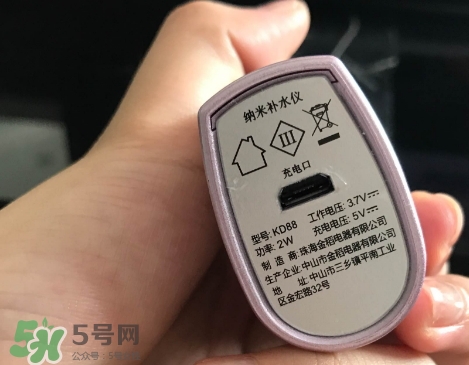 纳米补水仪
III
充电口
型号: KD88 工作电压: 3.7V⎓
功率: 2W 充电电压: 5V⎓
制造商: 珠海金稻电器有限公司
生产企业: 中山市金稻电器有限公司
地址: 中山市三乡镇平南工业
区金宏路32号
5号网
公众号·5号网